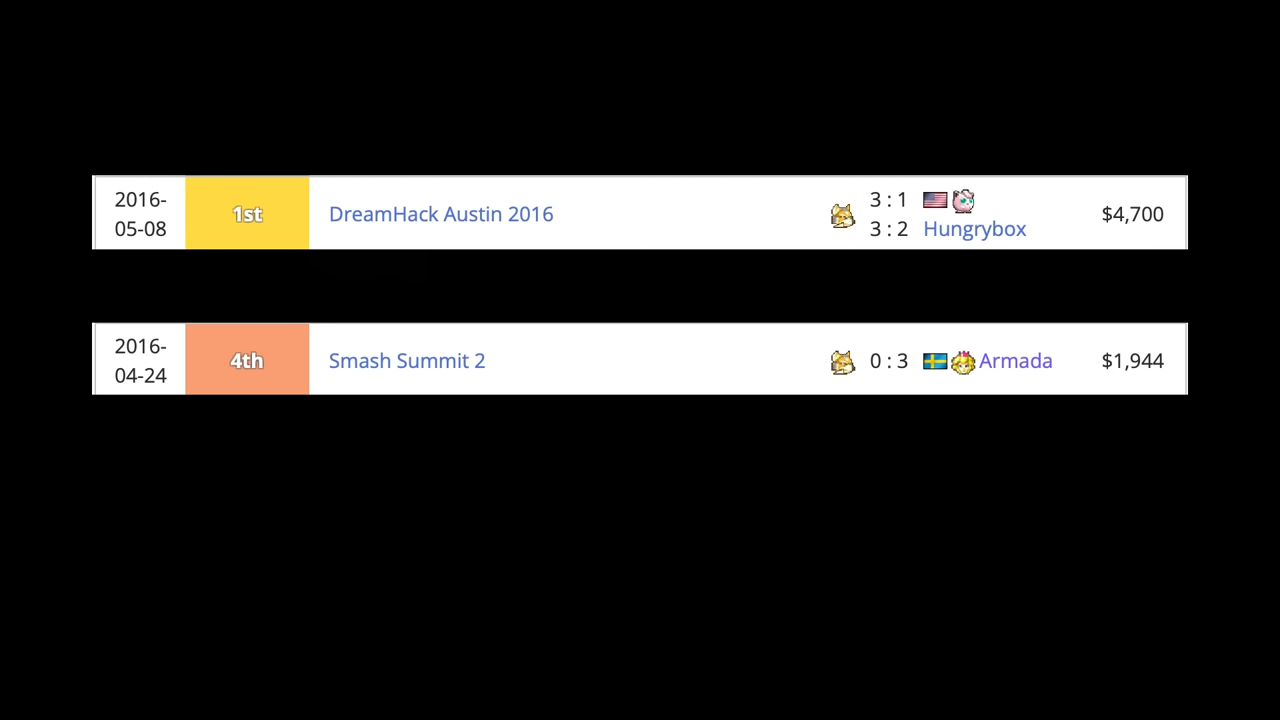 2016-
05-08
1st
DreamHack Austin 2016
3 : 1
3 : 2
Hungrybox
$4,700
2016-
04-24
4th
Smash Summit 2
0 : 3
Armada
$1,944